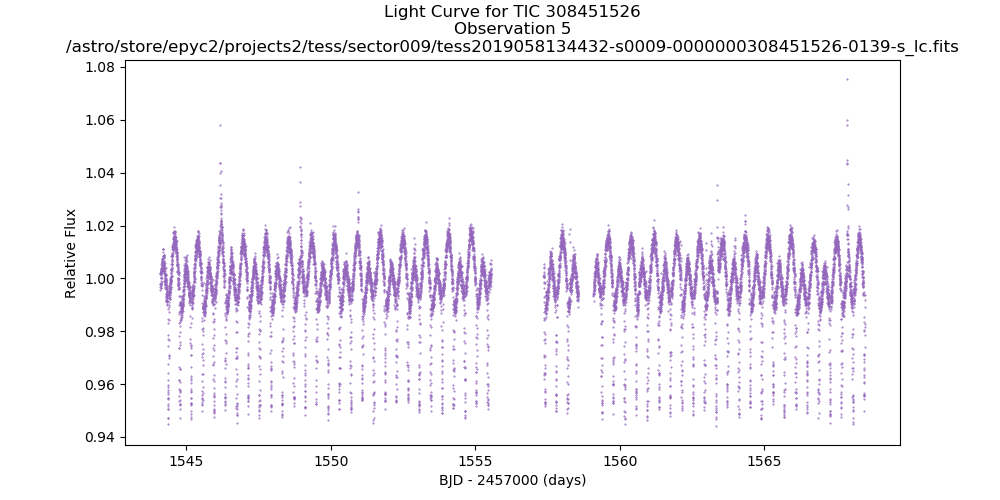 Light Curve for TIC 308451526
Observation 5
/astro/store/epyc2/projects2/tess/sector009/tess2019058134432-s0009-0000000308451526-0139-s_lc.fits
1.08
1.06
1.04
1.02
1.00
0.98
0.96
0.94
Relative Flux
1545
1550
1555
1560
1565
BJD - 2457000 (days)